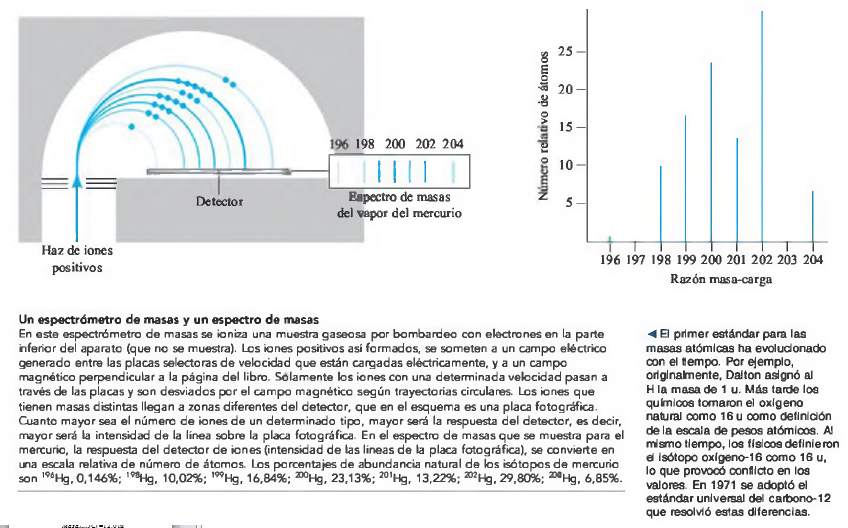 196 198 200 202 204
Detector
Espectro de masas
del vapor del mercurio
Haz de iones
positivos
Número relativo de átomos
25
20
15
10
5
196 197 198 199 200 201 202 203 204
Razón masa-carga
Un espectrómetro de masas y un espectro de masas
En este espectrómetro de masas se ioniza una muestra gaseosa por bombardeo con electrones en la parte
inferior del aparato (que no se muestra). Los iones positivos así formados, se someten a un campo eléctrico
generado entre las placas selectoras de velocidad que están cargadas eléctricamente, y a un campo
magnético perpendicular a la página del libro. Sólamente los iones con una determinada velocidad pasan a
través de las placas y son desviados por el campo magnético según trayectorias circulares. Los iones que
tienen masas distintas llegan a zonas diferentes del detector, que en el esquema es una placa fotográfica.
Cuanto mayor sea el número de iones de un determinado tipo, mayor será la respuesta del detector, es decir,
mayor será la intensidad de la linea sobre la placa fotográfica. En el espectro de masas que se muestra para el
mercurio, la respuesta del detector de iones (intensidad de las lineas de la placa fotográfica), se convierte en
una escala relativa de número de átomos. Los porcentajes de abundancia natural de los isótopos de mercurio
son ¹⁹⁶Hg, 0,146%; ¹⁹⁸Hg, 10,02%; ¹⁹⁹Hg, 16,84%; ²⁰⁰Hg, 23,13%; ²⁰¹Hg, 13,22%; ²⁰²Hg, 29,80%; ²⁰⁸Hg, 6,85%.
◄ El primer estándar para las
masas atómicas ha evolucionado
con el tiempo. Por ejemplo,
originalmente, Dalton asignó al
H la masa de 1 u. Más tarde los
químicos tomaron el oxígeno
natural como 16 u como definición
de la escala de pesos atómicos. Al
mismo tiempo, los físicos definieron
el isótopo oxígeno-16 como 16 u,
lo que provocó conflicto en los
valores. En 1971 se adoptó el
estándar universal del carbono-12
que resolvió estas diferencias.